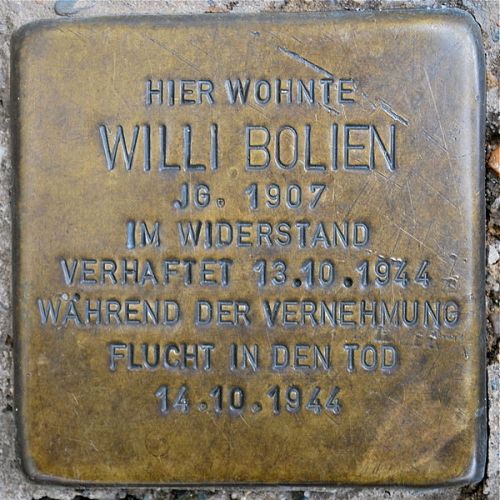 HIER WOHNTE
WILLI BOLIEN
JG. 1907
IM WIDERSTAND
VERHAFTET 13.10.1944
WÄHREND DER VERNEHMUNG
FLUCHT IN DEN TOD
14.10.1944